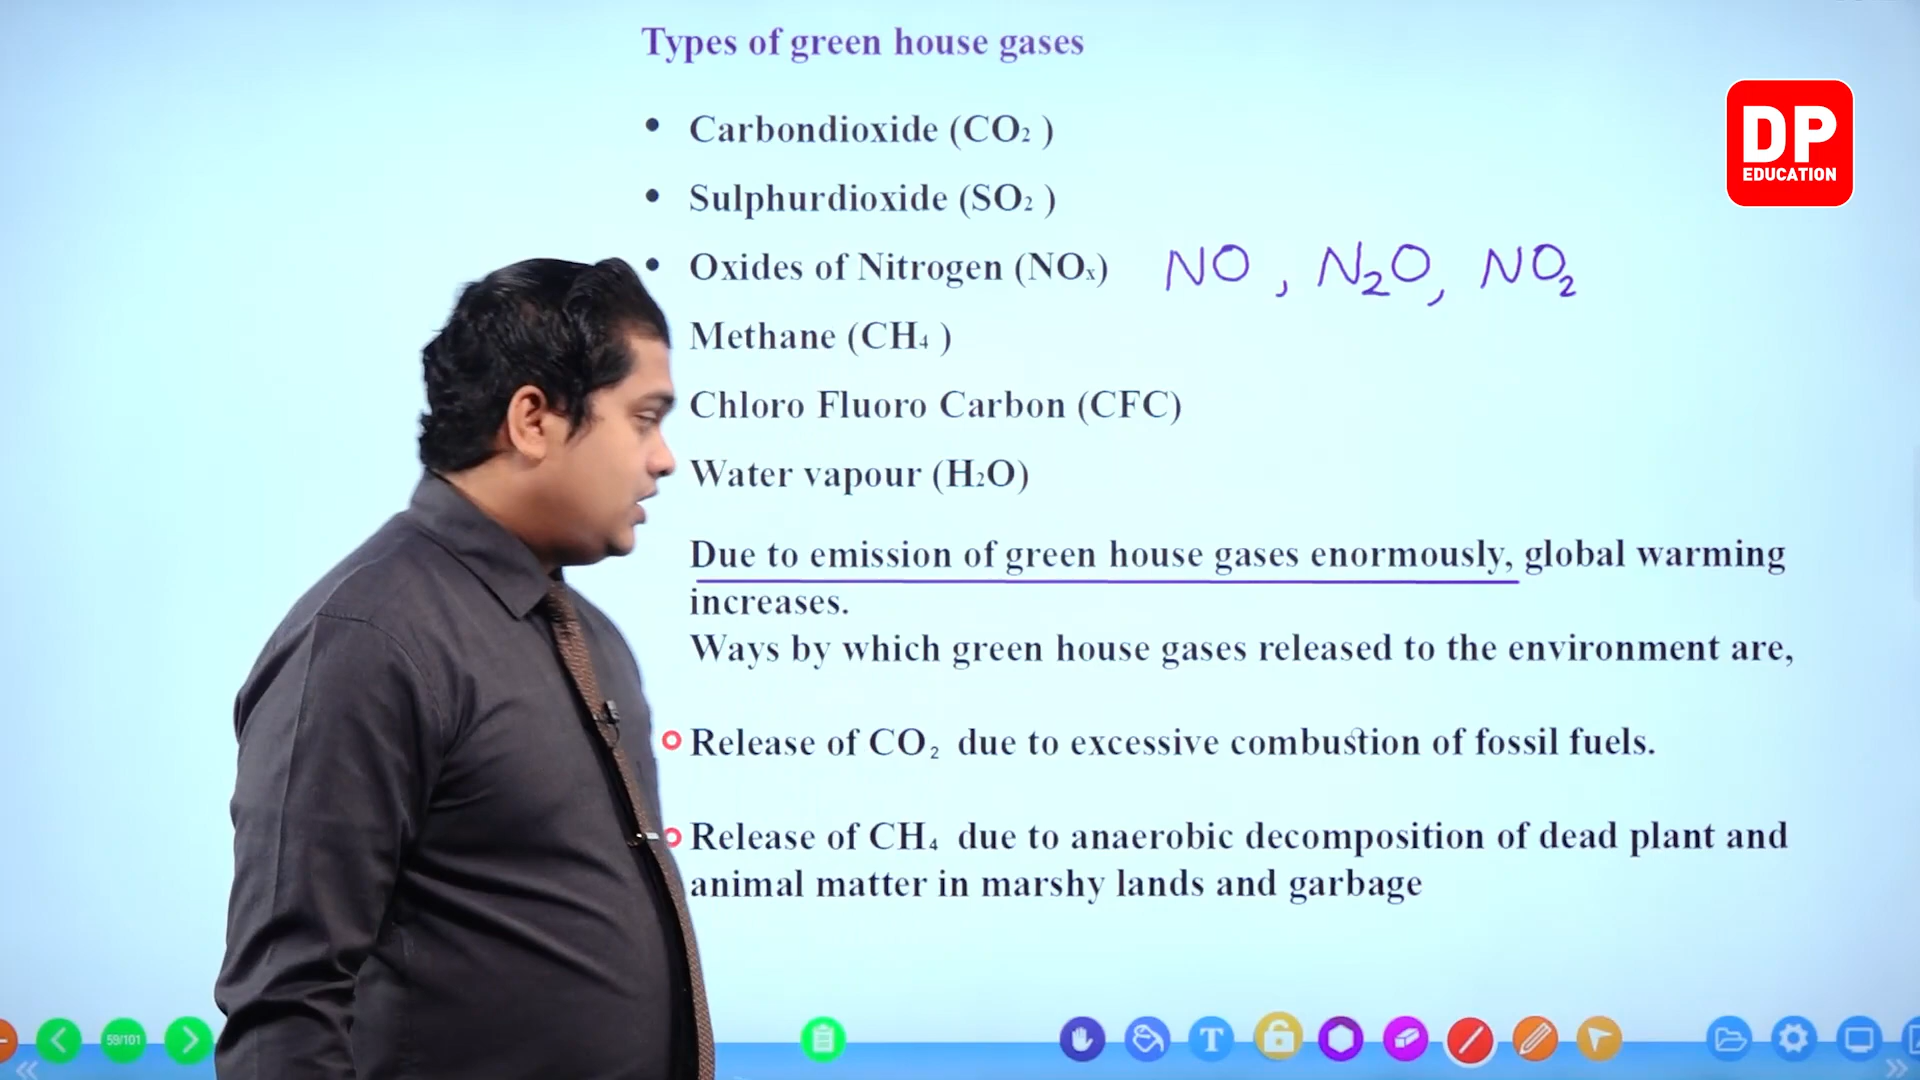 Types of green house gases
DP
EDUCATION
• Carbondioxide (CO₂ )
• Sulphurdioxide (SO₂ )
• Oxides of Nitrogen (NOₓ) NO , N₂O, NO₂
Methane (CH₄ )
Chloro Fluoro Carbon (CFC)
Water vapour (H₂O)
Due to emission of green house gases enormously, global warming
increases.
Ways by which green house gases released to the environment are,
Release of CO₂ due to excessive combustion of fossil fuels.
Release of CH₄ due to anaerobic decomposition of dead plant and
animal matter in marshy lands and garbage
59/101
T